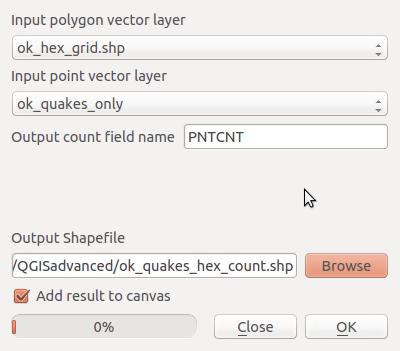 Input polygon vector layer
ok_hex_grid.shp
Input point vector layer
ok_quakes_only
Output count field name PNTCNT
Output Shapefile
/QGISadvanced/ok_quakes_hex_count.shp Browse
Add result to canvas
0% Close OK